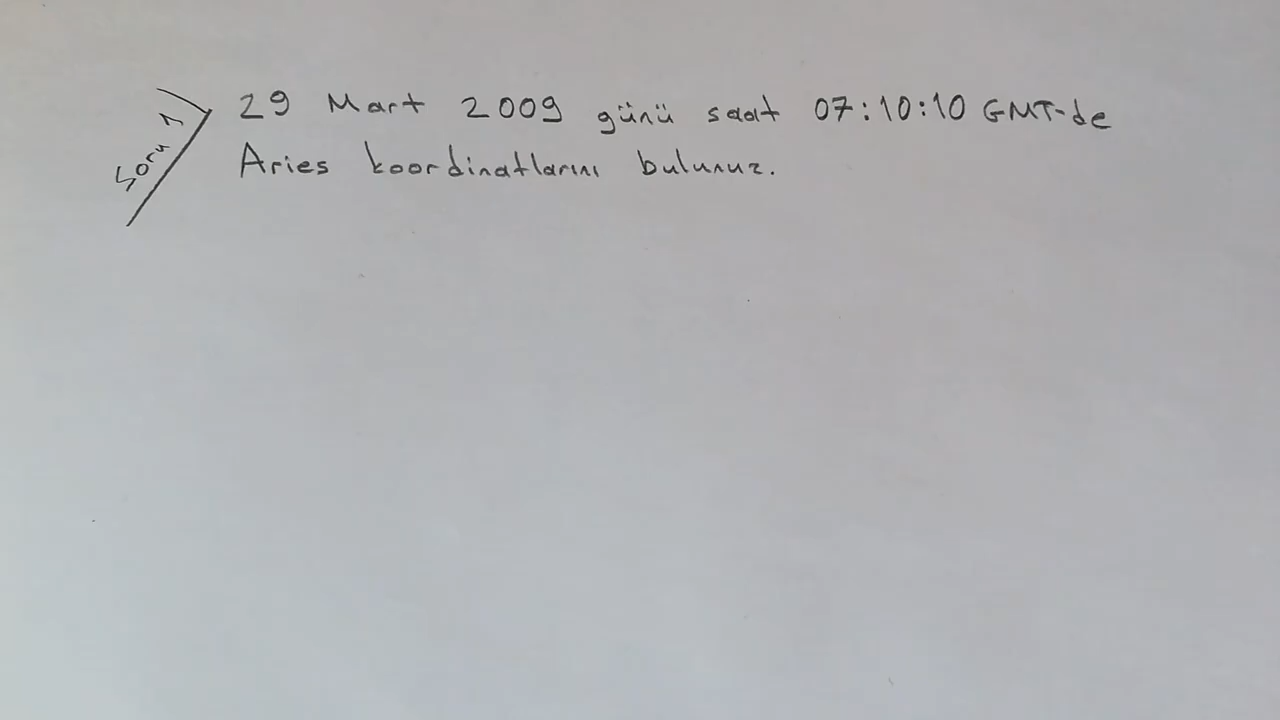 Soru 1
29 Mart 2009 günü saat 07:10:10 GMT-de
Aries koordinatlarını bulunuz.